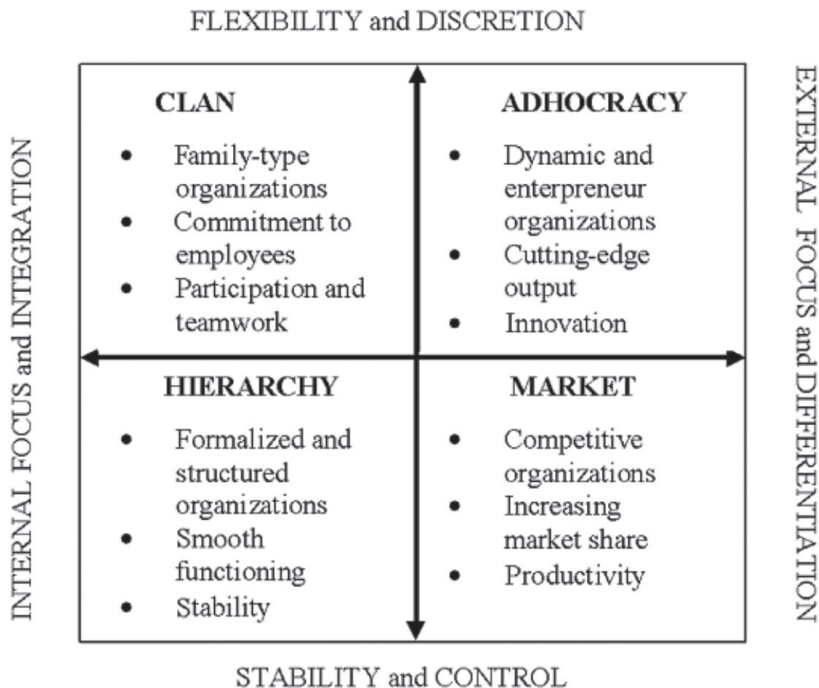 FLEXIBILITY and DISCRETION
INTERNAL FOCUS and INTEGRATION
CLAN
• Family-type
organizations
• Commitment to
employees
• Participation and
teamwork
ADHOCRACY
• Dynamic and
enterpreneur
organizations
• Cutting-edge
output
• Innovation
HIERARCHY
• Formalized and
structured
organizations
• Smooth
functioning
• Stability
MARKET
• Competitive
organizations
• Increasing
market share
• Productivity
EXTERNAL FOCUS and DIFFERENTIATION
STABILITY and CONTROL